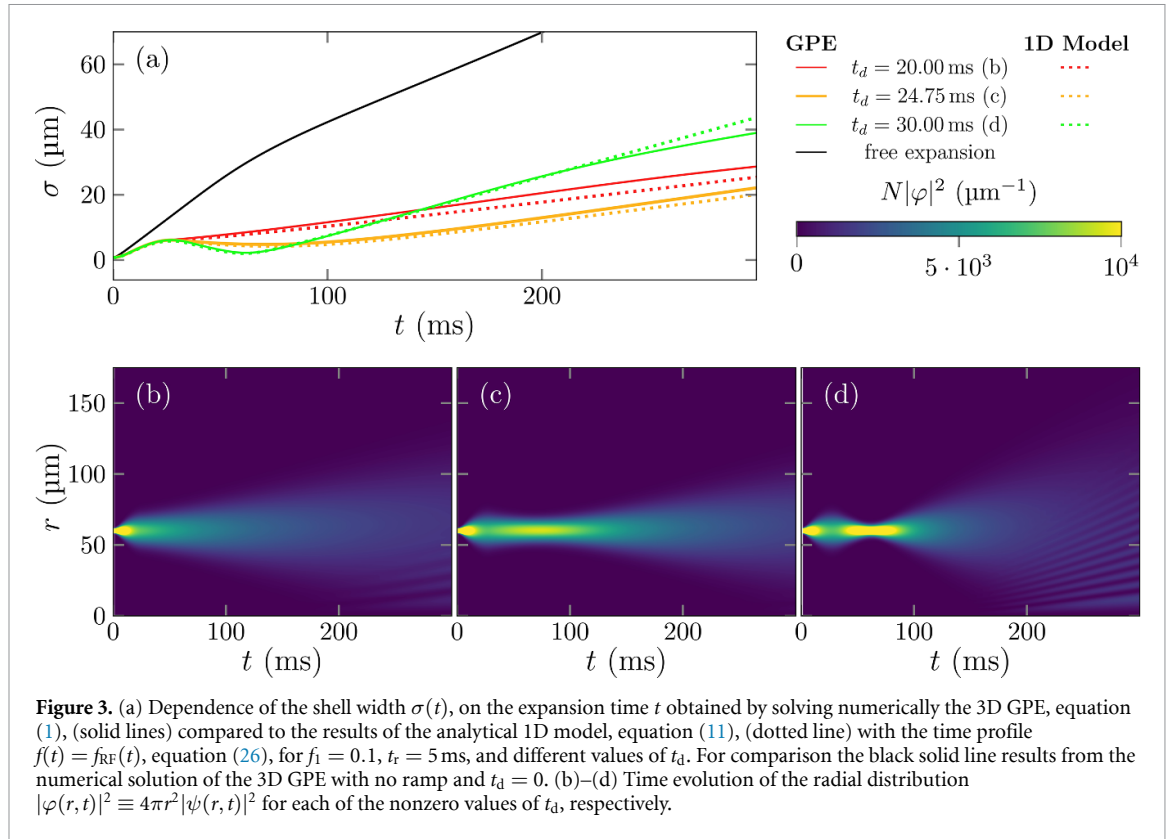 (a)
60
40
20
0
σ (μm)
0
100
200
t (ms)
GPE 1D Model
t_d = 20.00 ms (b)
t_d = 24.75 ms (c)
t_d = 30.00 ms (d)
free expansion
N|φ|² (μm⁻¹)
0
5 · 10³
10⁴
(b)
(c)
(d)
150
100
50
0
r (μm)
0 100 200
0 100 200
0 100 200
t (ms)
t (ms)
t (ms)
Figure 3. (a) Dependence of the shell width σ(t), on the expansion time t obtained by solving numerically the 3D GPE, equation
(1), (solid lines) compared to the results of the analytical 1D model, equation (11), (dotted line) with the time profile
f(t) = f_RF(t), equation (26), for f₁ = 0.1, t_r = 5 ms, and different values of t_d. For comparison the black solid line results from the
numerical solution of the 3D GPE with no ramp and t_d = 0. (b)–(d) Time evolution of the radial distribution
|φ(r, t)|² ≡ 4πr²|ψ(r, t)|² for each of the nonzero values of t_d, respectively.